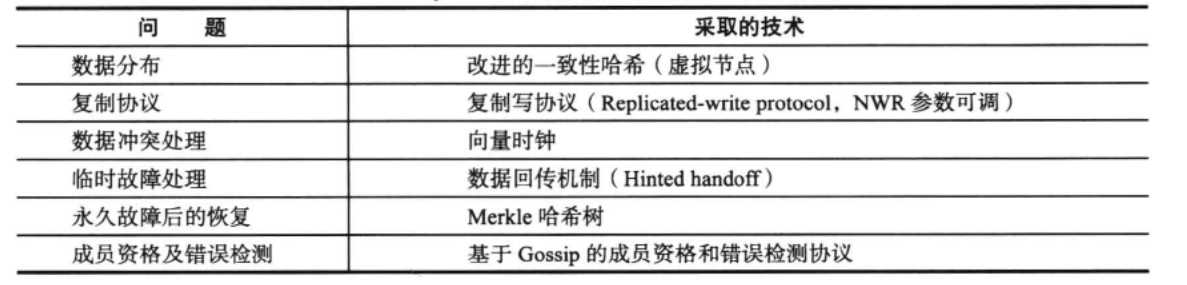 问 题 采取的技术
数据分布 改进的一致性哈希（虚拟节点）
复制协议 复制写协议（Replicated-write protocol，NWR 参数可调）
数据冲突处理 向量时钟
临时故障处理 数据回传机制（Hinted handoff）
永久故障后的恢复 Merkle 哈希树
成员资格及错误检测 基于 Gossip 的成员资格和错误检测协议